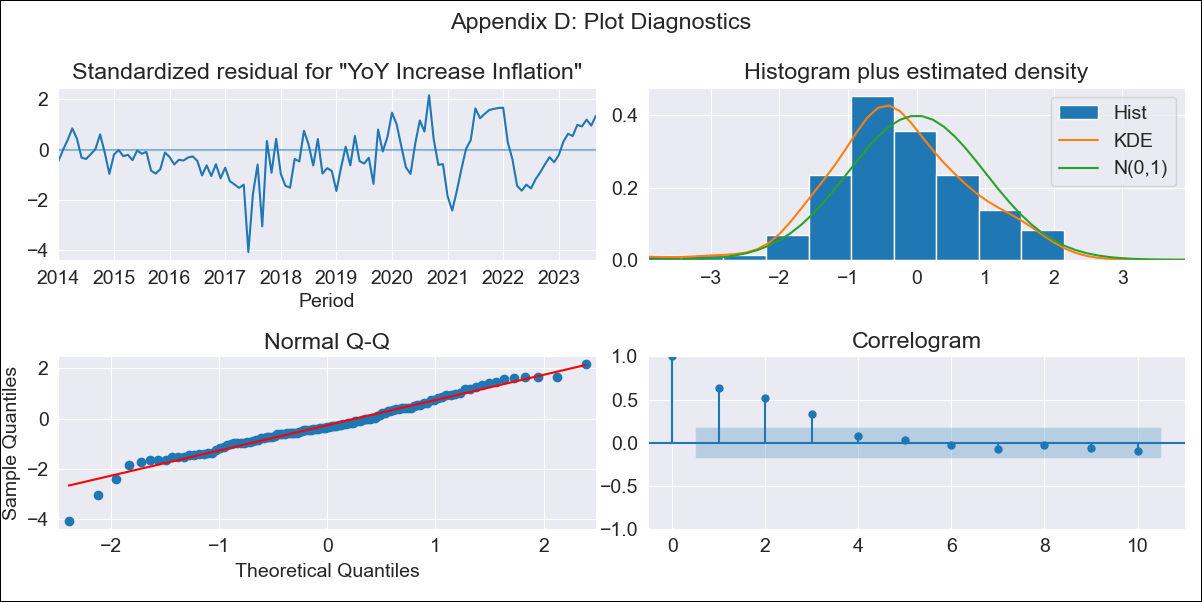 Appendix D: Plot Diagnostics
Standardized residual for "YoY Increase Inflation"
2
0
−2
−4
2014 2015 2016 2017 2018 2019 2020 2021 2022 2023
Period
Histogram plus estimated density
0.4
0.2
0.0
−3 −2 −1 0 1 2 3
Hist
KDE
N(0,1)
Normal Q-Q
Sample Quantiles
2
0
−2
−4
−2 −1 0 1 2
Theoretical Quantiles
Correlogram
1.0
0.5
0.0
−0.5
−1.0
0 2 4 6 8 10